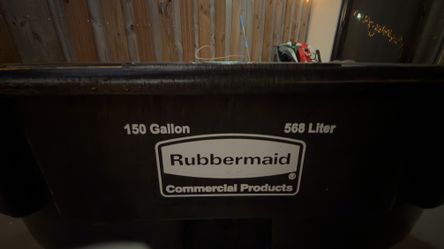 150 Gallon 568 Liter
Rubbermaid
®
Commercial Products